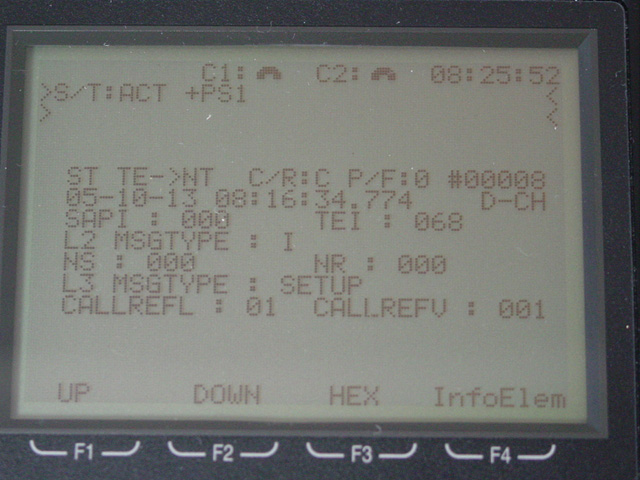 C1: C2: 08:25:52
S/T:ACT +PS1
ST TE->NT C/R:C P/F:0 #00008
05-10-13 08:16:34.774 D-CH
SAPI : 000 TEI : 068
L2 MSGTYPE : I
NS : 000 NR : 000
L3 MSGTYPE : SETUP
CALLREFL : 01 CALLREFV : 001
UP DOWN HEX InfoElem
F1 F2 F3 F4